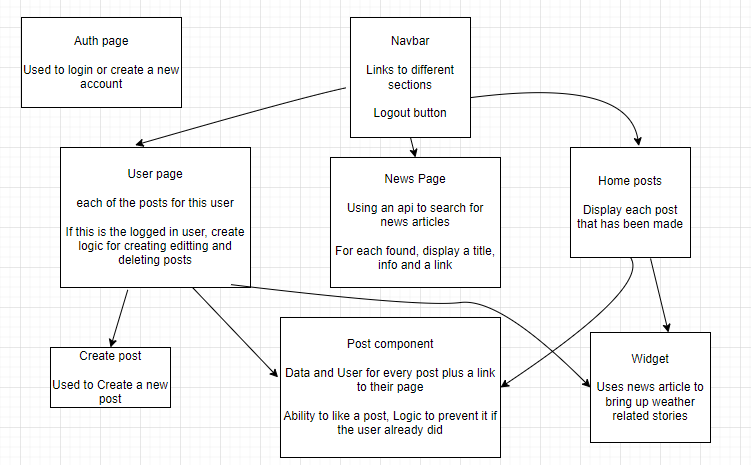 Auth page
Used to login or create a new
account
Navbar
Links to different
sections
Logout button
User page
each of the posts for this user
If this is the logged in user, create
logic for creating editting and
deleting posts
News Page
Using an api to search for
news articles
For each found, display a title,
info and a link
Home posts
Display each post
that has been made
Create post
Used to Create a new
post
Post component
Data and User for every post plus a link
to their page
Ability to like a post, Logic to prevent it if
the user already did
Widget
Uses news article to
bring up weather
related stories